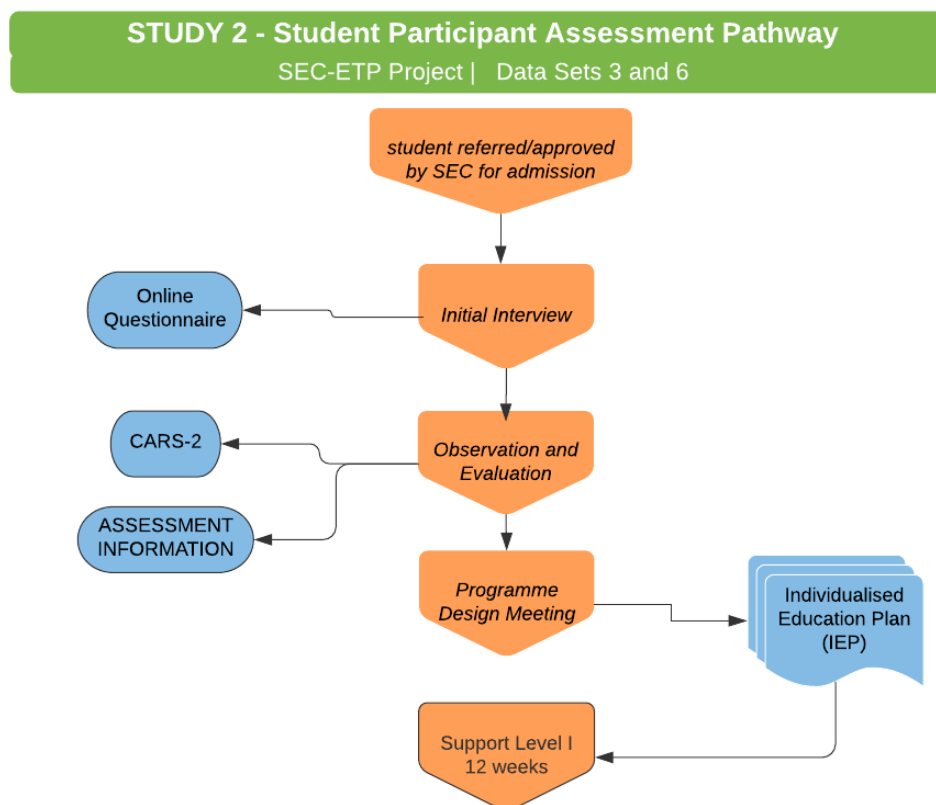 STUDY 2 - Student Participant Assessment Pathway
SEC-ETP Project | Data Sets 3 and 6
student referred/approved
by SEC for admission
Initial Interview
Online
Questionnaire
Observation and
Evaluation
CARS-2
ASSESSMENT
INFORMATION
Programme
Design Meeting
Individualised
Education Plan
(IEP)
Support Level I
12 weeks